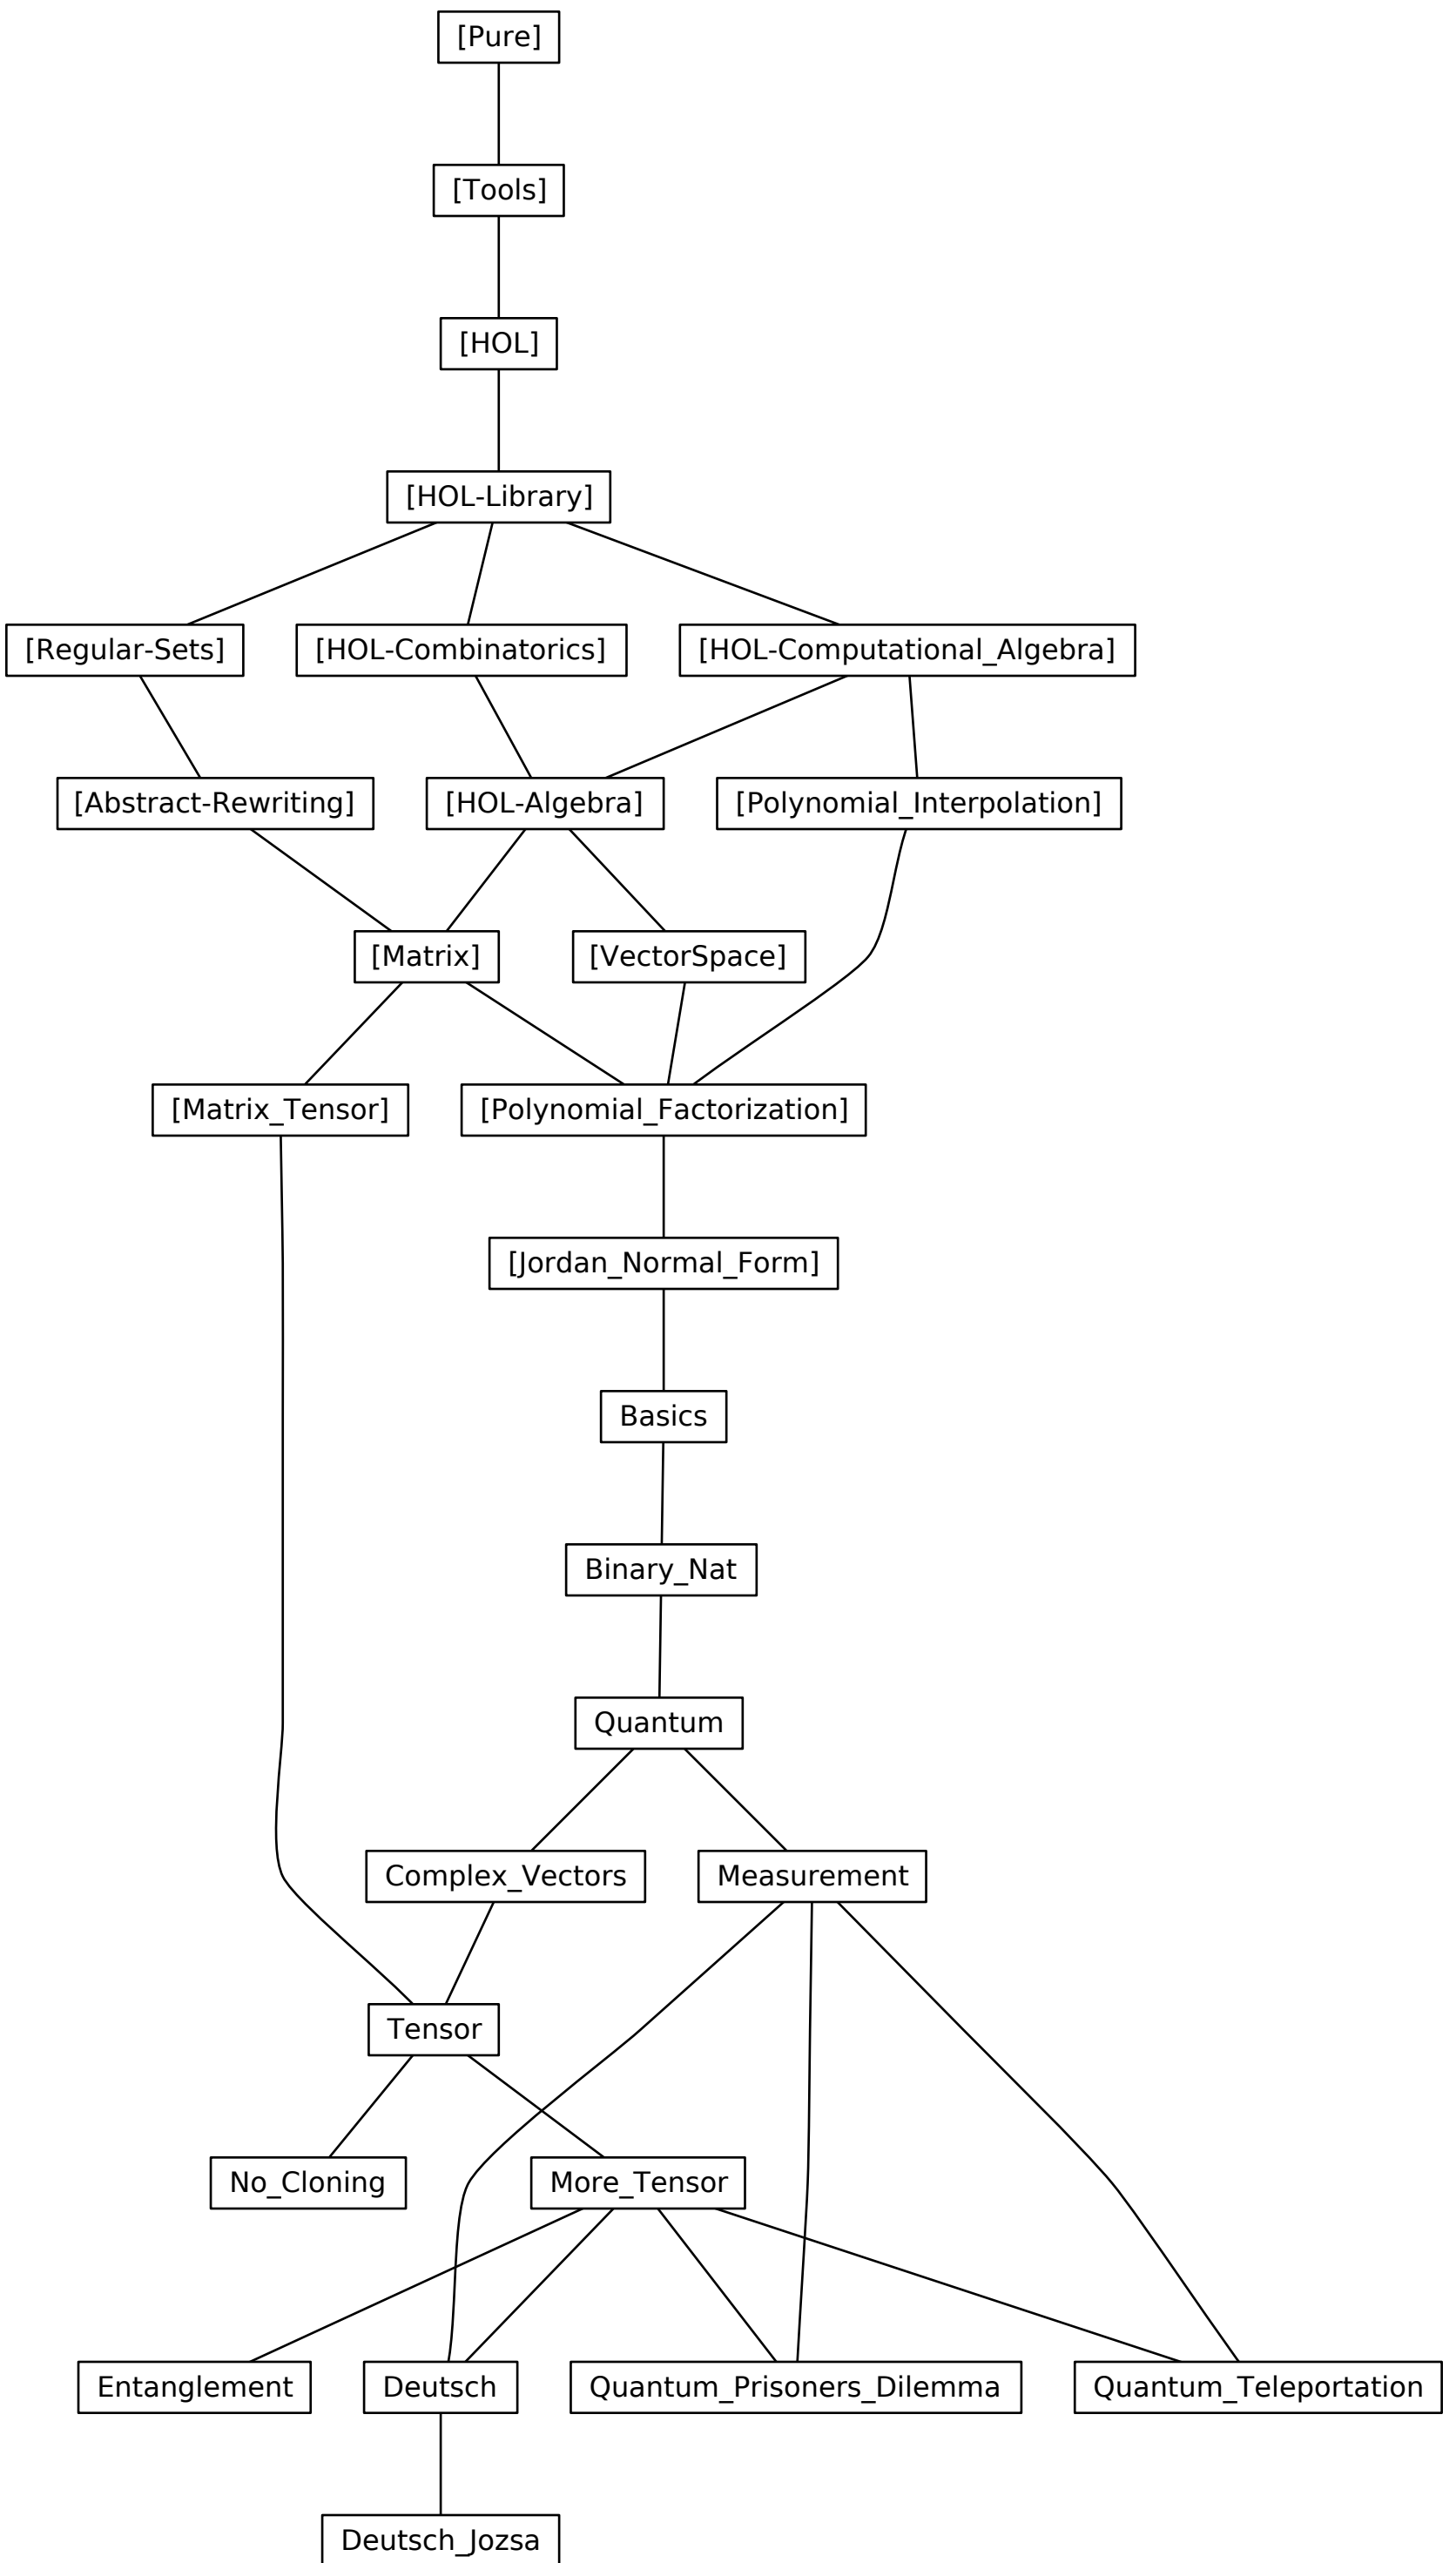 [Pure]
[Tools]
[HOL]
[HOL-Library]
[Regular-Sets]
[HOL-Combinatorics]
[HOL-Computational_Algebra]
[Abstract-Rewriting]
[HOL-Algebra]
[Polynomial_Interpolation]
[Matrix]
[VectorSpace]
[Matrix_Tensor]
[Polynomial_Factorization]
[Jordan_Normal_Form]
Basics
Binary_Nat
Quantum
Complex_Vectors
Measurement
Tensor
No_Cloning
More_Tensor
Entanglement
Deutsch
Quantum_Prisoners_Dilemma
Quantum_Teleportation
Deutsch_Jozsa